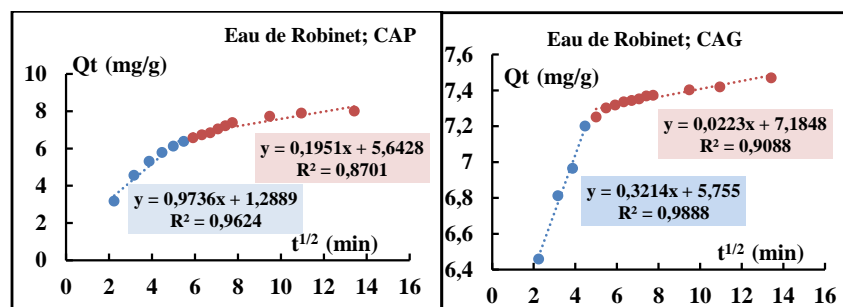 Eau de Robinet; CAP
Qt (mg/g)
10
8
6
4
2
0
y = 0,1951x + 5,6428
R² = 0,8701
y = 0,9736x + 1,2889
R² = 0,9624
t1/2 (min)
0 2 4 6 8 10 12 14 16
Eau de Robinet; CAG
Qt (mg/g)
7,6
7,4
7,2
7
6,8
6,6
6,4
y = 0,0223x + 7,1848
R² = 0,9088
y = 0,3214x + 5,755
R² = 0,9888
t1/2 (min)
0 2 4 6 8 10 12 14 16